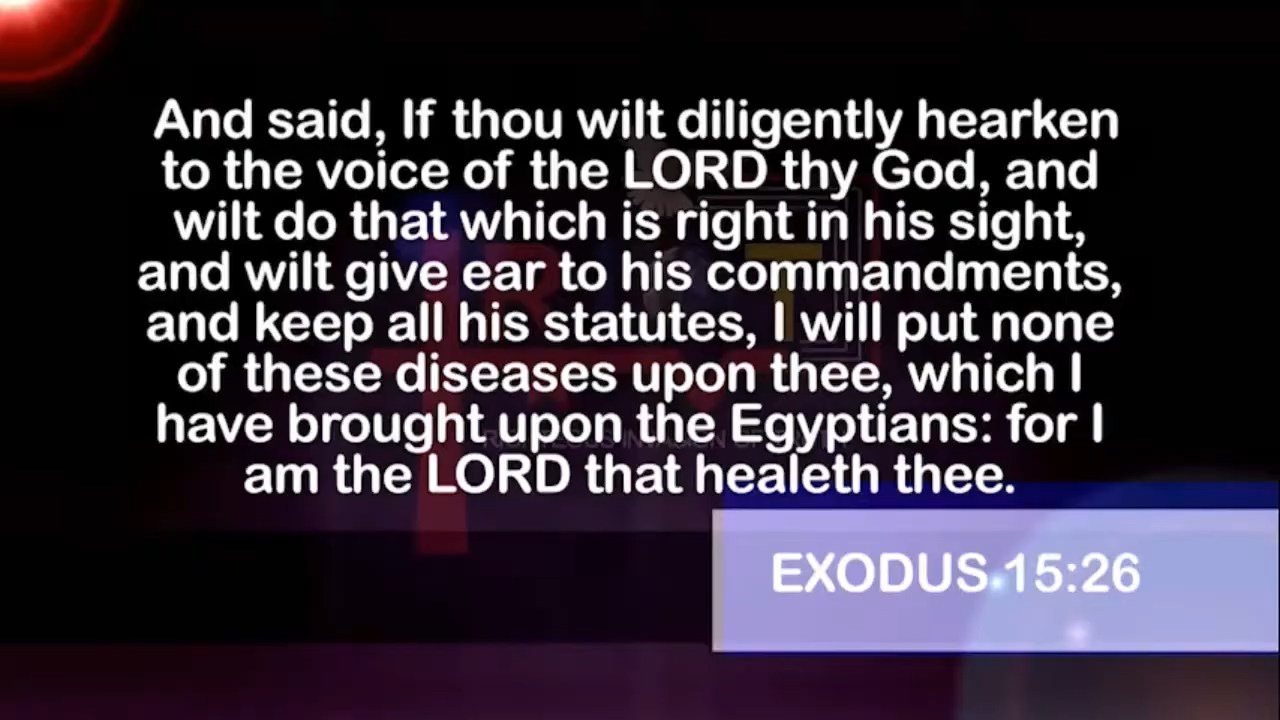 And said, If thou wilt diligently hearken
to the voice of the LORD thy God, and
wilt do that which is right in his sight,
and wilt give ear to his commandments,
and keep all his statutes, I will put none
of these diseases upon thee, which I
have brought upon the Egyptians: for I
am the LORD that healeth thee.
EXODUS 15:26